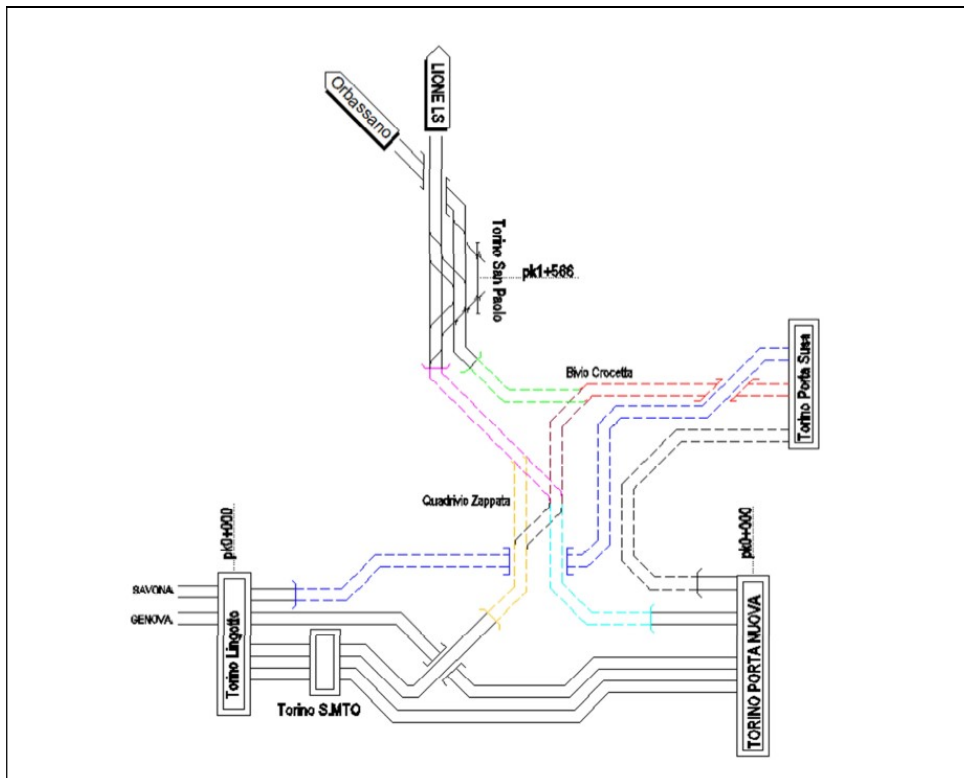 Orbassano
LIONE LS
Torino San Paolo
pk1+566
Bivio Crocetta
Torino Porta Susa
Quadrivio Zappata
pk0+000
pk0+000
SAVONA
GENOVA
Torino Lingotto
Torino S.MTO
TORINO PORTA NUOVA